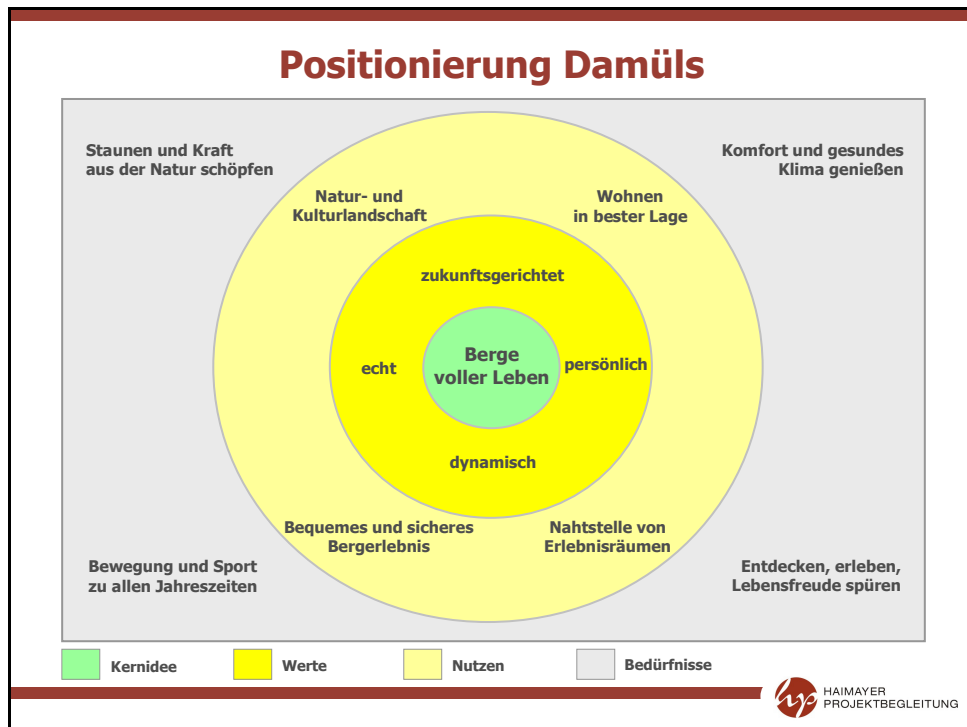 Positionierung Damüls
Staunen und Kraft
aus der Natur schöpfen
Komfort und gesundes
Klima genießen
Natur- und
Kulturlandschaft
Wohnen
in bester Lage
zukunftsgerichtet
echt
Berge
voller Leben
persönlich
dynamisch
Bequemes und sicheres
Bergerlebnis
Nahtstelle von
Erlebnisräumen
Bewegung und Sport
zu allen Jahreszeiten
Entdecken, erleben,
Lebensfreude spüren
Kernidee
Werte
Nutzen
Bedürfnisse
hp
HAIMAYER
PROJEKTBEGLEITUNG